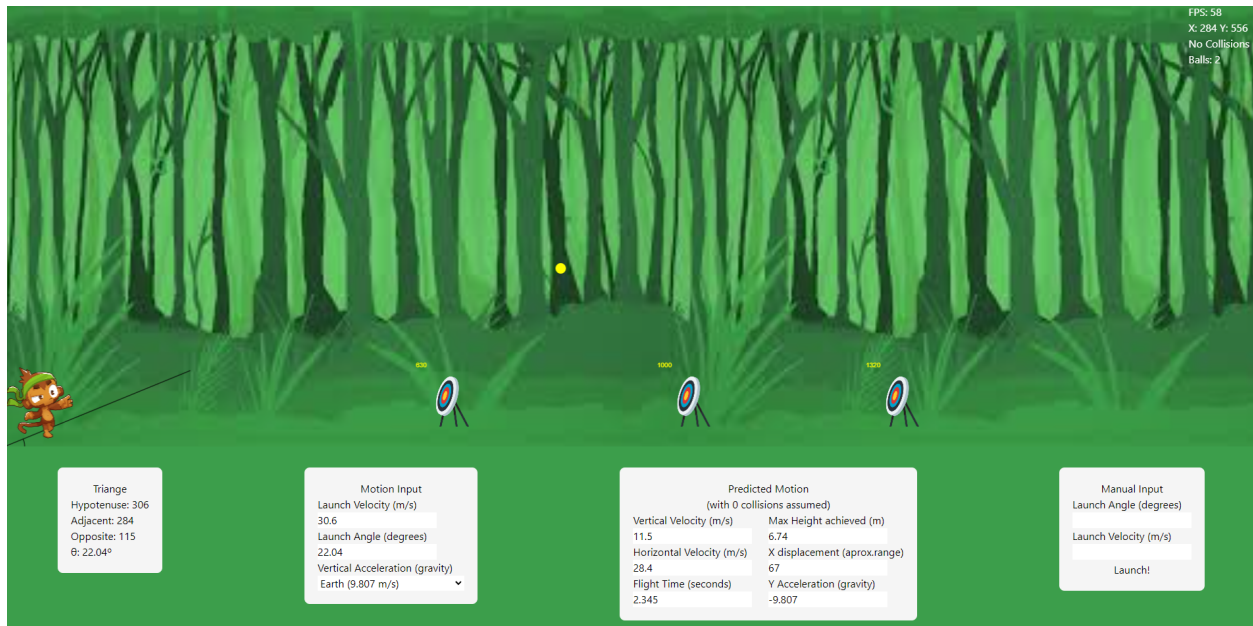 FPS: 58
X: 284 Y: 556
No Collisions
Balls: 2
630
1000
1320
Triange
Hypotenuse: 306
Adjacent: 284
Opposite: 115
θ: 22.04º
Motion Input
Launch Velocity (m/s)
30.6
Launch Angle (degrees)
22.04
Vertical Acceleration (gravity)
Earth (9.807 m/s)
Predicted Motion
(with 0 collisions assumed)
Vertical Velocity (m/s) Max Height achieved (m)
11.5 6.74
Horizontal Velocity (m/s) X displacement (aprox.range)
28.4 67
Flight Time (seconds) Y Acceleration (gravity)
2.345 -9.807
Manual Input
Launch Angle (degrees)
Launch Velocity (m/s)
Launch!